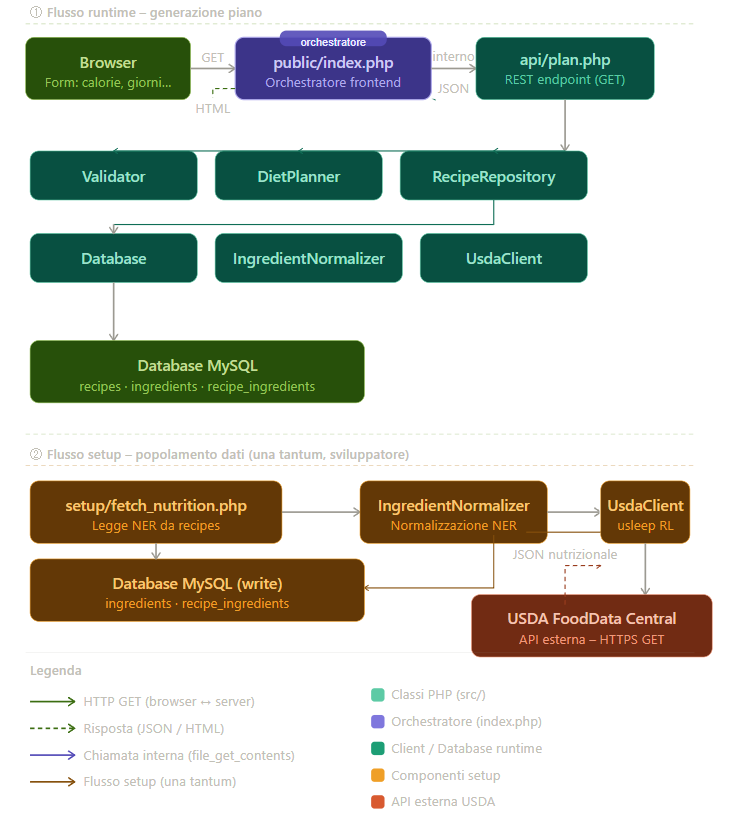 ① Flusso runtime – generazione piano
orchestratore
Browser
Form: calorie, giorni...
GET
HTML
public/index.php
Orchestratore frontend
interno
JSON
api/plan.php
REST endpoint (GET)
Validator
DietPlanner
RecipeRepository
Database
IngredientNormalizer
UsdaClient
Database MySQL
recipes · ingredients · recipe_ingredients
② Flusso setup – popolamento dati (una tantum, sviluppatore)
setup/fetch_nutrition.php
Legge NER da recipes
IngredientNormalizer
Normalizzazione NER
UsdaClient
usleep RL
JSON nutrizionale
Database MySQL (write)
ingredients · recipe_ingredients
USDA FoodData Central
API esterna – HTTPS GET
Legenda
HTTP GET (browser ↔ server)
Risposta (JSON / HTML)
Chiamata interna (file_get_contents)
Flusso setup (una tantum)
Classi PHP (src/)
Orchestratore (index.php)
Client / Database runtime
Componenti setup
API esterna USDA